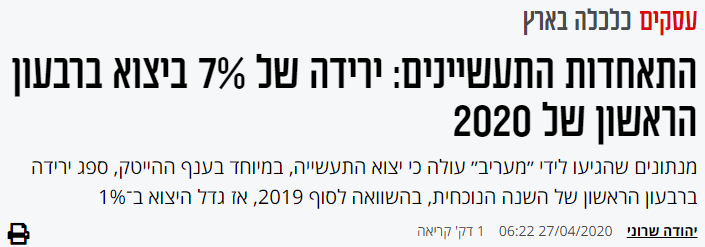 עסקים כלכלה בארץ
התאחדות התעשיינים: ירידה של 7% ביצוא ברבעון
הראשון של 2020
מנתונים שהגיעו לידי "מעריב" עולה כי יצוא התעשייה, במיוחד בענף ההייטק, ספג ירידה
ברבעון הראשון של השנה הנוכחית, בהשוואה לסוף 2019, אז גדל היצוא ב־1%
יהודה שרוני 27/04/2020 06:22 1 דק' קריאה